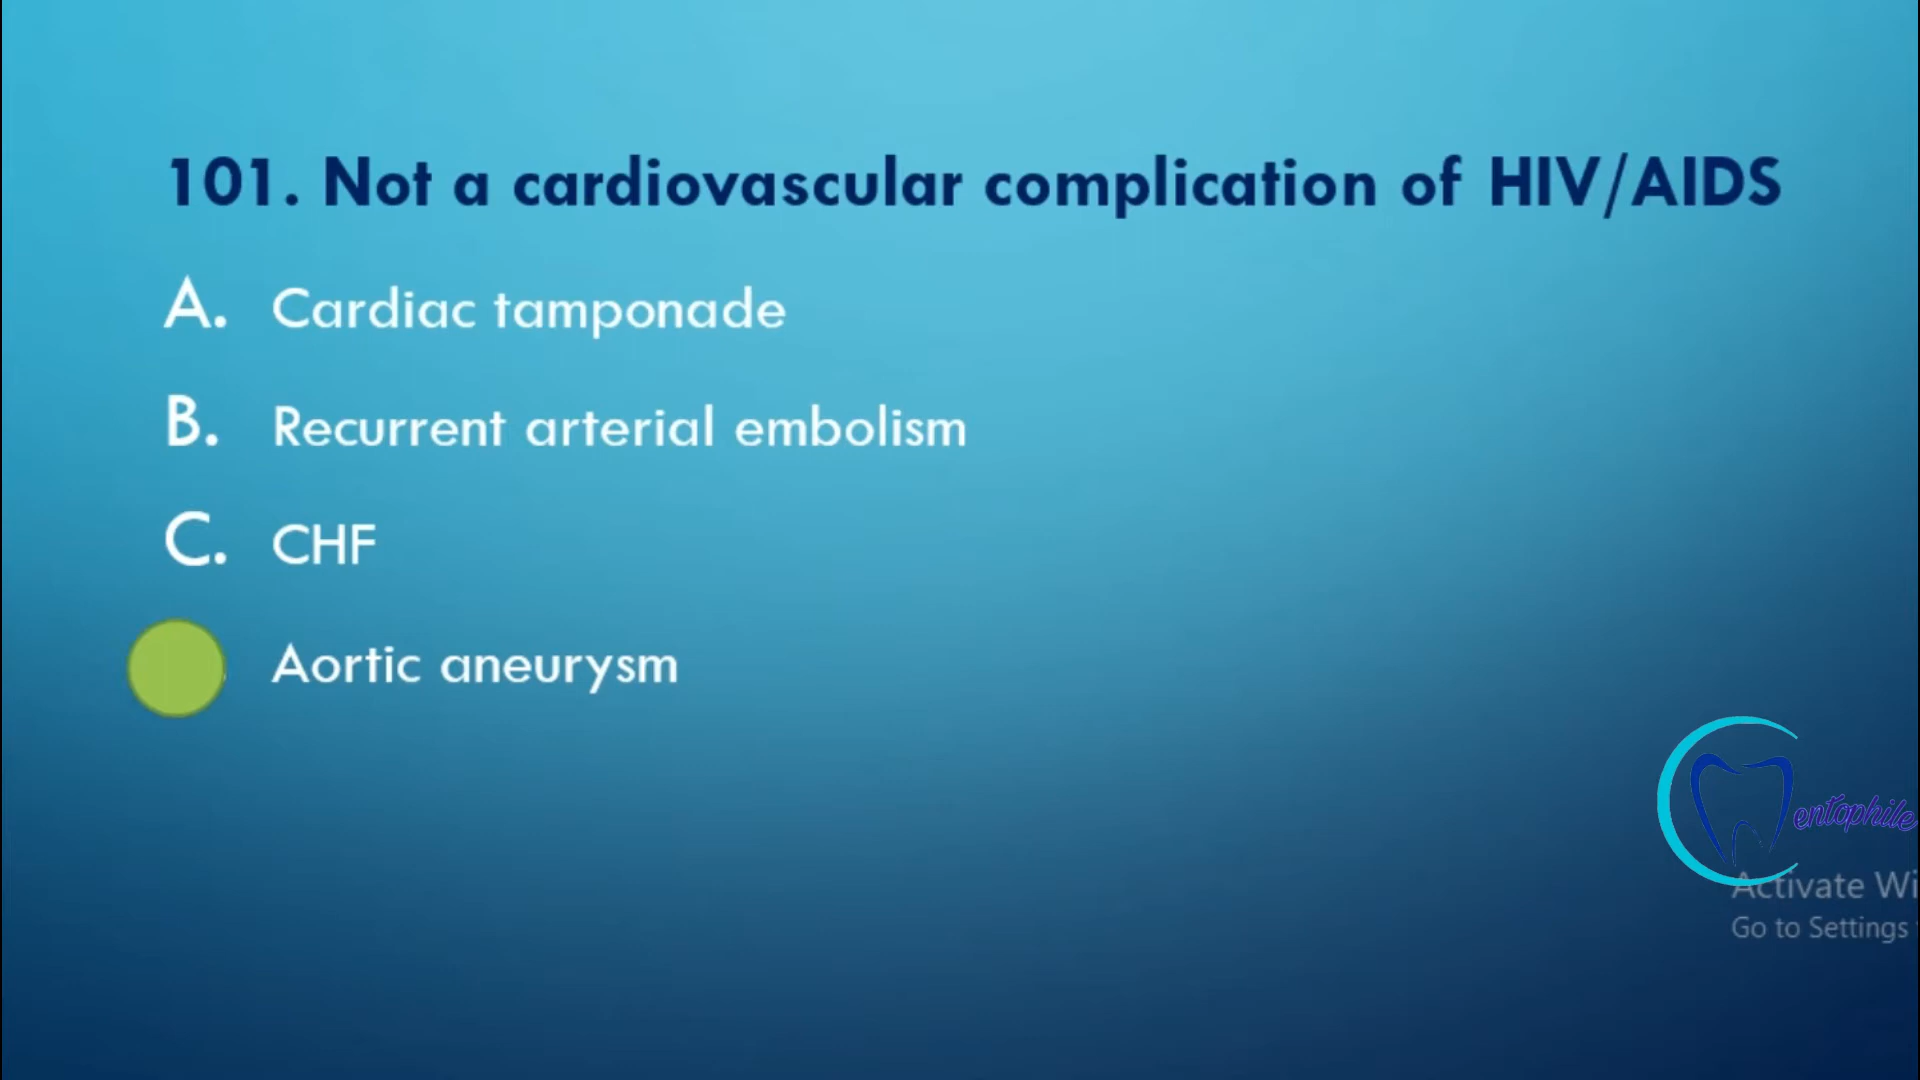 101. Not a cardiovascular complication of HIV/AIDS
A. Cardiac tamponade
B. Recurrent arterial embolism
C. CHF
Aortic aneurysm
entophile
Activate Wi
Go to Settings